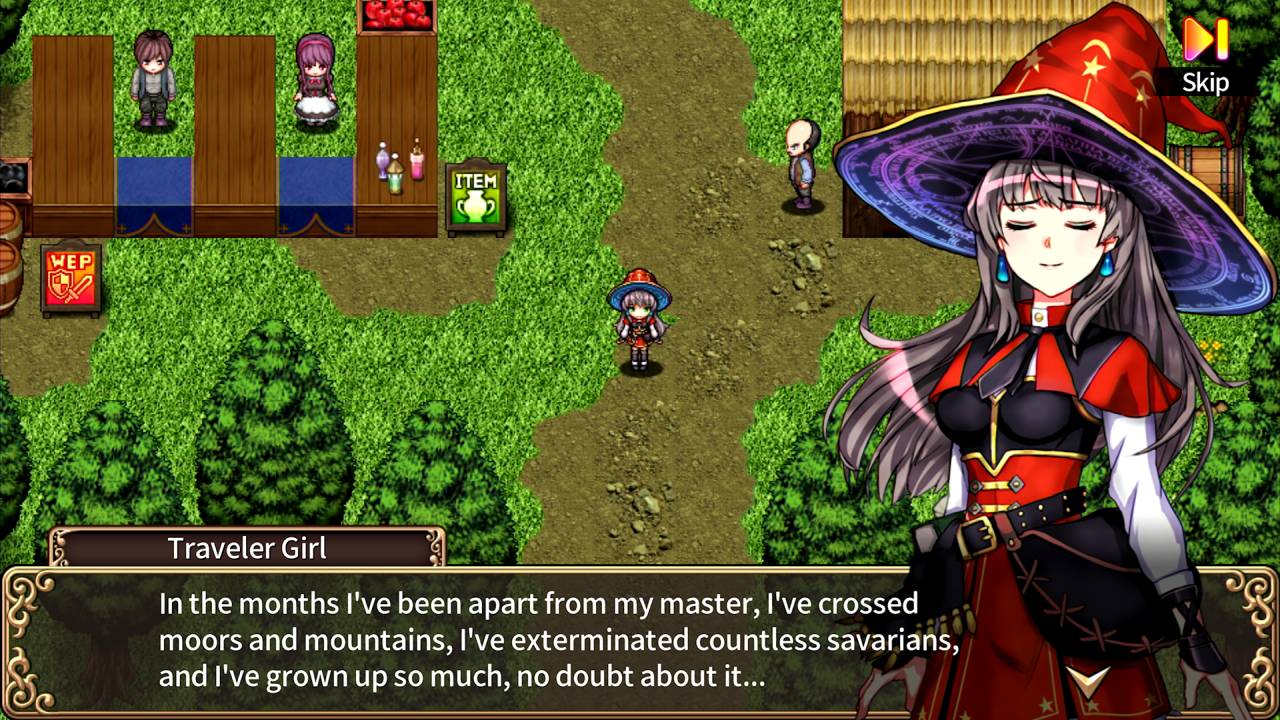 Skip
ITEM
WEP
Traveler Girl
In the months I've been apart from my master, I've crossed
moors and mountains, I've exterminated countless savarians,
and I've grown up so much, no doubt about it...